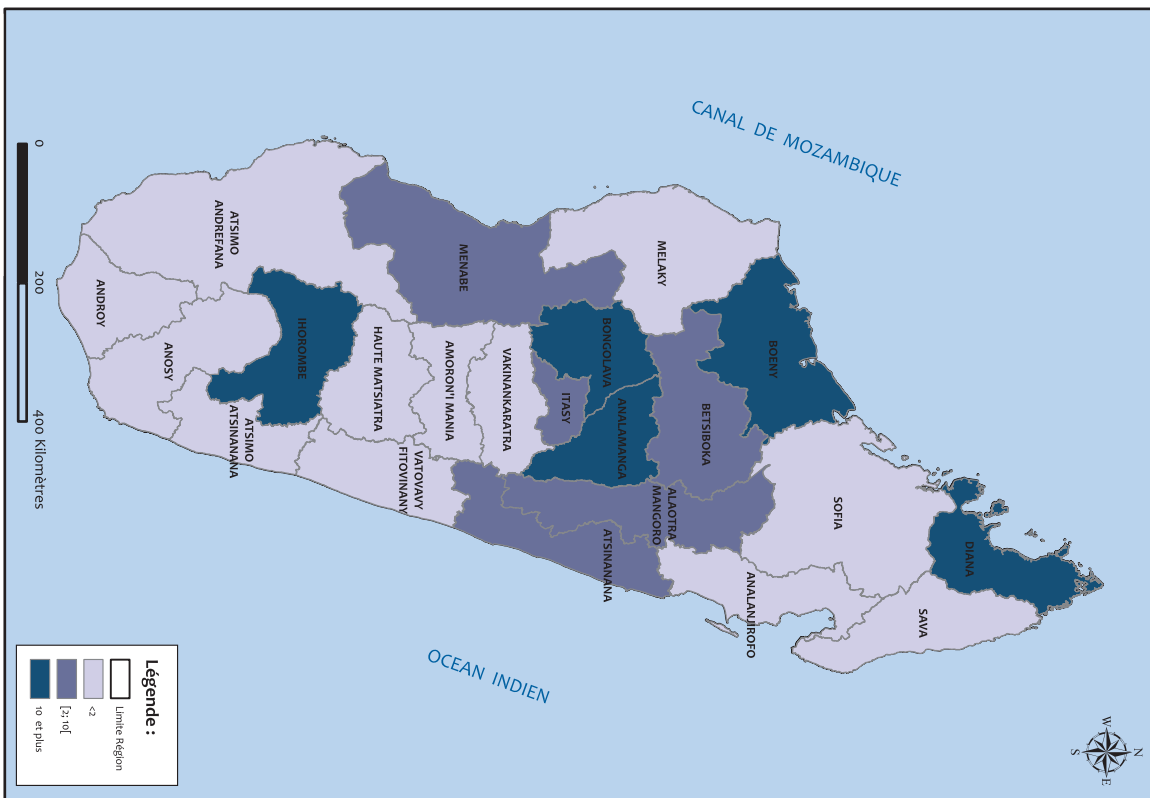 CANAL DE MOZAMBIQUE
OCEAN INDIEN
DIANA
SAVA
SOFIA
ANALANJIROFO
BOENY
BETSIBOKA
MELAKY
ALAOTRA
MANGORO
ATSINANANA
ANALAMANGA
BONGOLAVA
ITASY
MENABE
VAKINANKARATRA
AMORON'I MANIA
VATOVAVY
FITOVINANY
HAUTE MATSIATRA
IHOROMBE
ATSIMO
ATSINANANA
ATSIMO
ANDREFANA
ANOSY
ANDROY
N
W
E
S
0
200
400 Kilomètres
Légende :
Limite Région
<2
[2; 10[
10 et plus